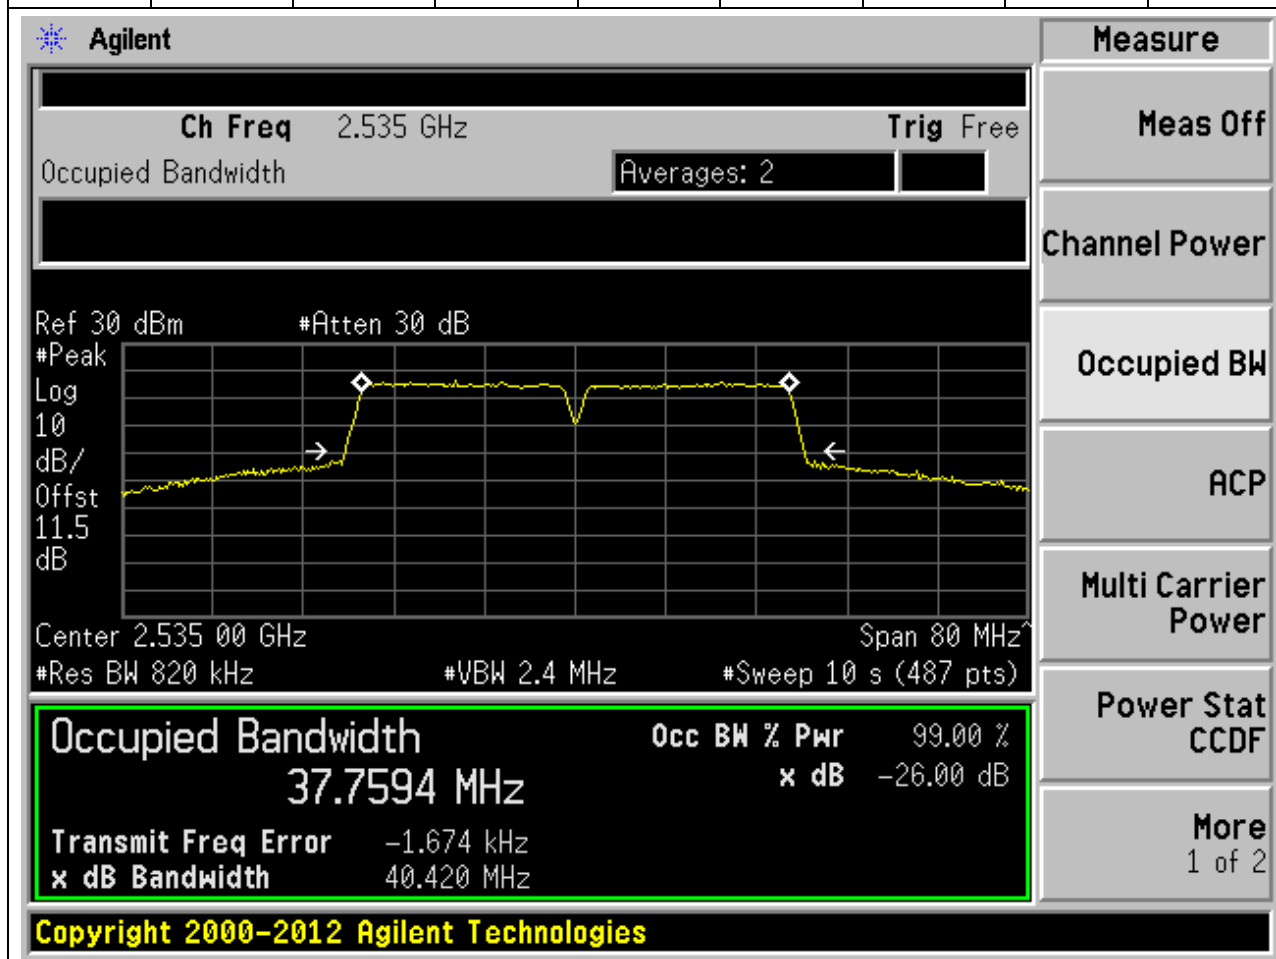 Agilent
Measure
Ch Freq 2.535 GHz Trig Free
Meas Off
Occupied Bandwidth Averages: 2
Channel Power
Ref 30 dBm #Atten 30 dB
#Peak
Log
10
dB/
Offst
11.5
dB
Occupied BW
ACP
Center 2.535 00 GHz Span 80 MHz^
#Res BW 820 kHz #VBW 2.4 MHz #Sweep 10 s (487 pts)
Multi Carrier
Power
Occupied Bandwidth Occ BW % Pwr 99.00 %
37.7594 MHz x dB -26.00 dB
Transmit Freq Error -1.674 kHz
x dB Bandwidth 40.420 MHz
Power Stat
CCDF
More
1 of 2
Copyright 2000-2012 Agilent Technologies